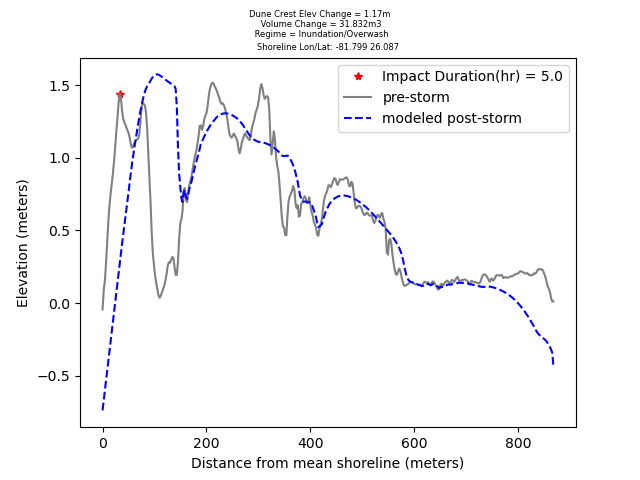 Dune Crest Elev Change = 1.17m
Volume Change = 31.832m3
Regime = Inundation/Overwash
Shoreline Lon/Lat: -81.799 26.087
Impact Duration(hr) = 5.0
pre-storm
modeled post-storm
1.5
1.0
0.5
0.0
−0.5
Elevation (meters)
0 200 400 600 800
Distance from mean shoreline (meters)